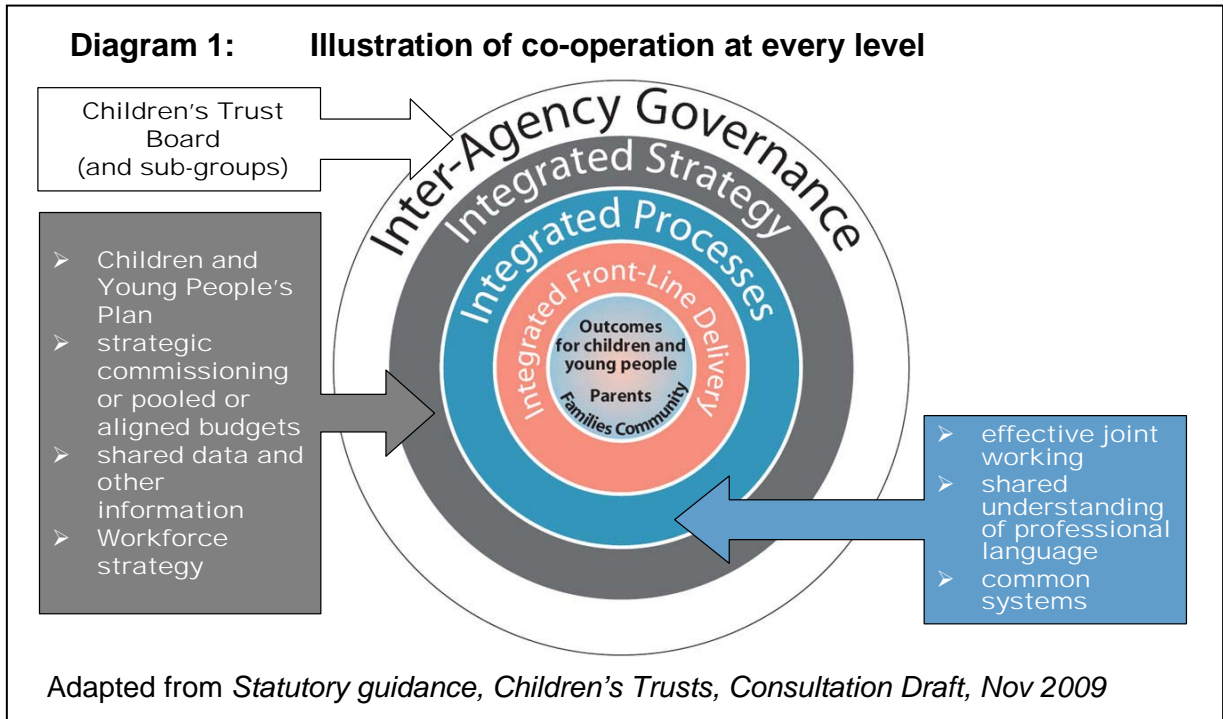 Diagram 1: Illustration of co-operation at every level
Children's Trust
Board
(and sub-groups)
Inter-Agency Governance
Integrated Strategy
Integrated Processes
Integrated Front-Line Delivery
Outcomes
for children and
young people
Parents
Families Community
➢ Children and
Young People's
Plan
➢ strategic
commissioning
or pooled or
aligned budgets
➢ shared data and
other
information
➢ Workforce
strategy
➢ effective joint
working
➢ shared
understanding
of professional
language
➢ common
systems
Adapted from Statutory guidance, Children's Trusts, Consultation Draft, Nov 2009